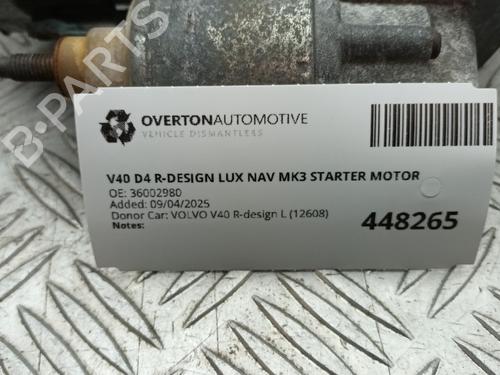 OVERTONAUTOMOTIVE
VEHICLE DISMANTLERS
V40 D4 R-DESIGN LUX NAV MK3 STARTER MOTOR
OE: 36002980
Added: 09/04/2025
Donor Car: VOLVO V40 R-design L (12608)
Notes:
448265
B-PARTS